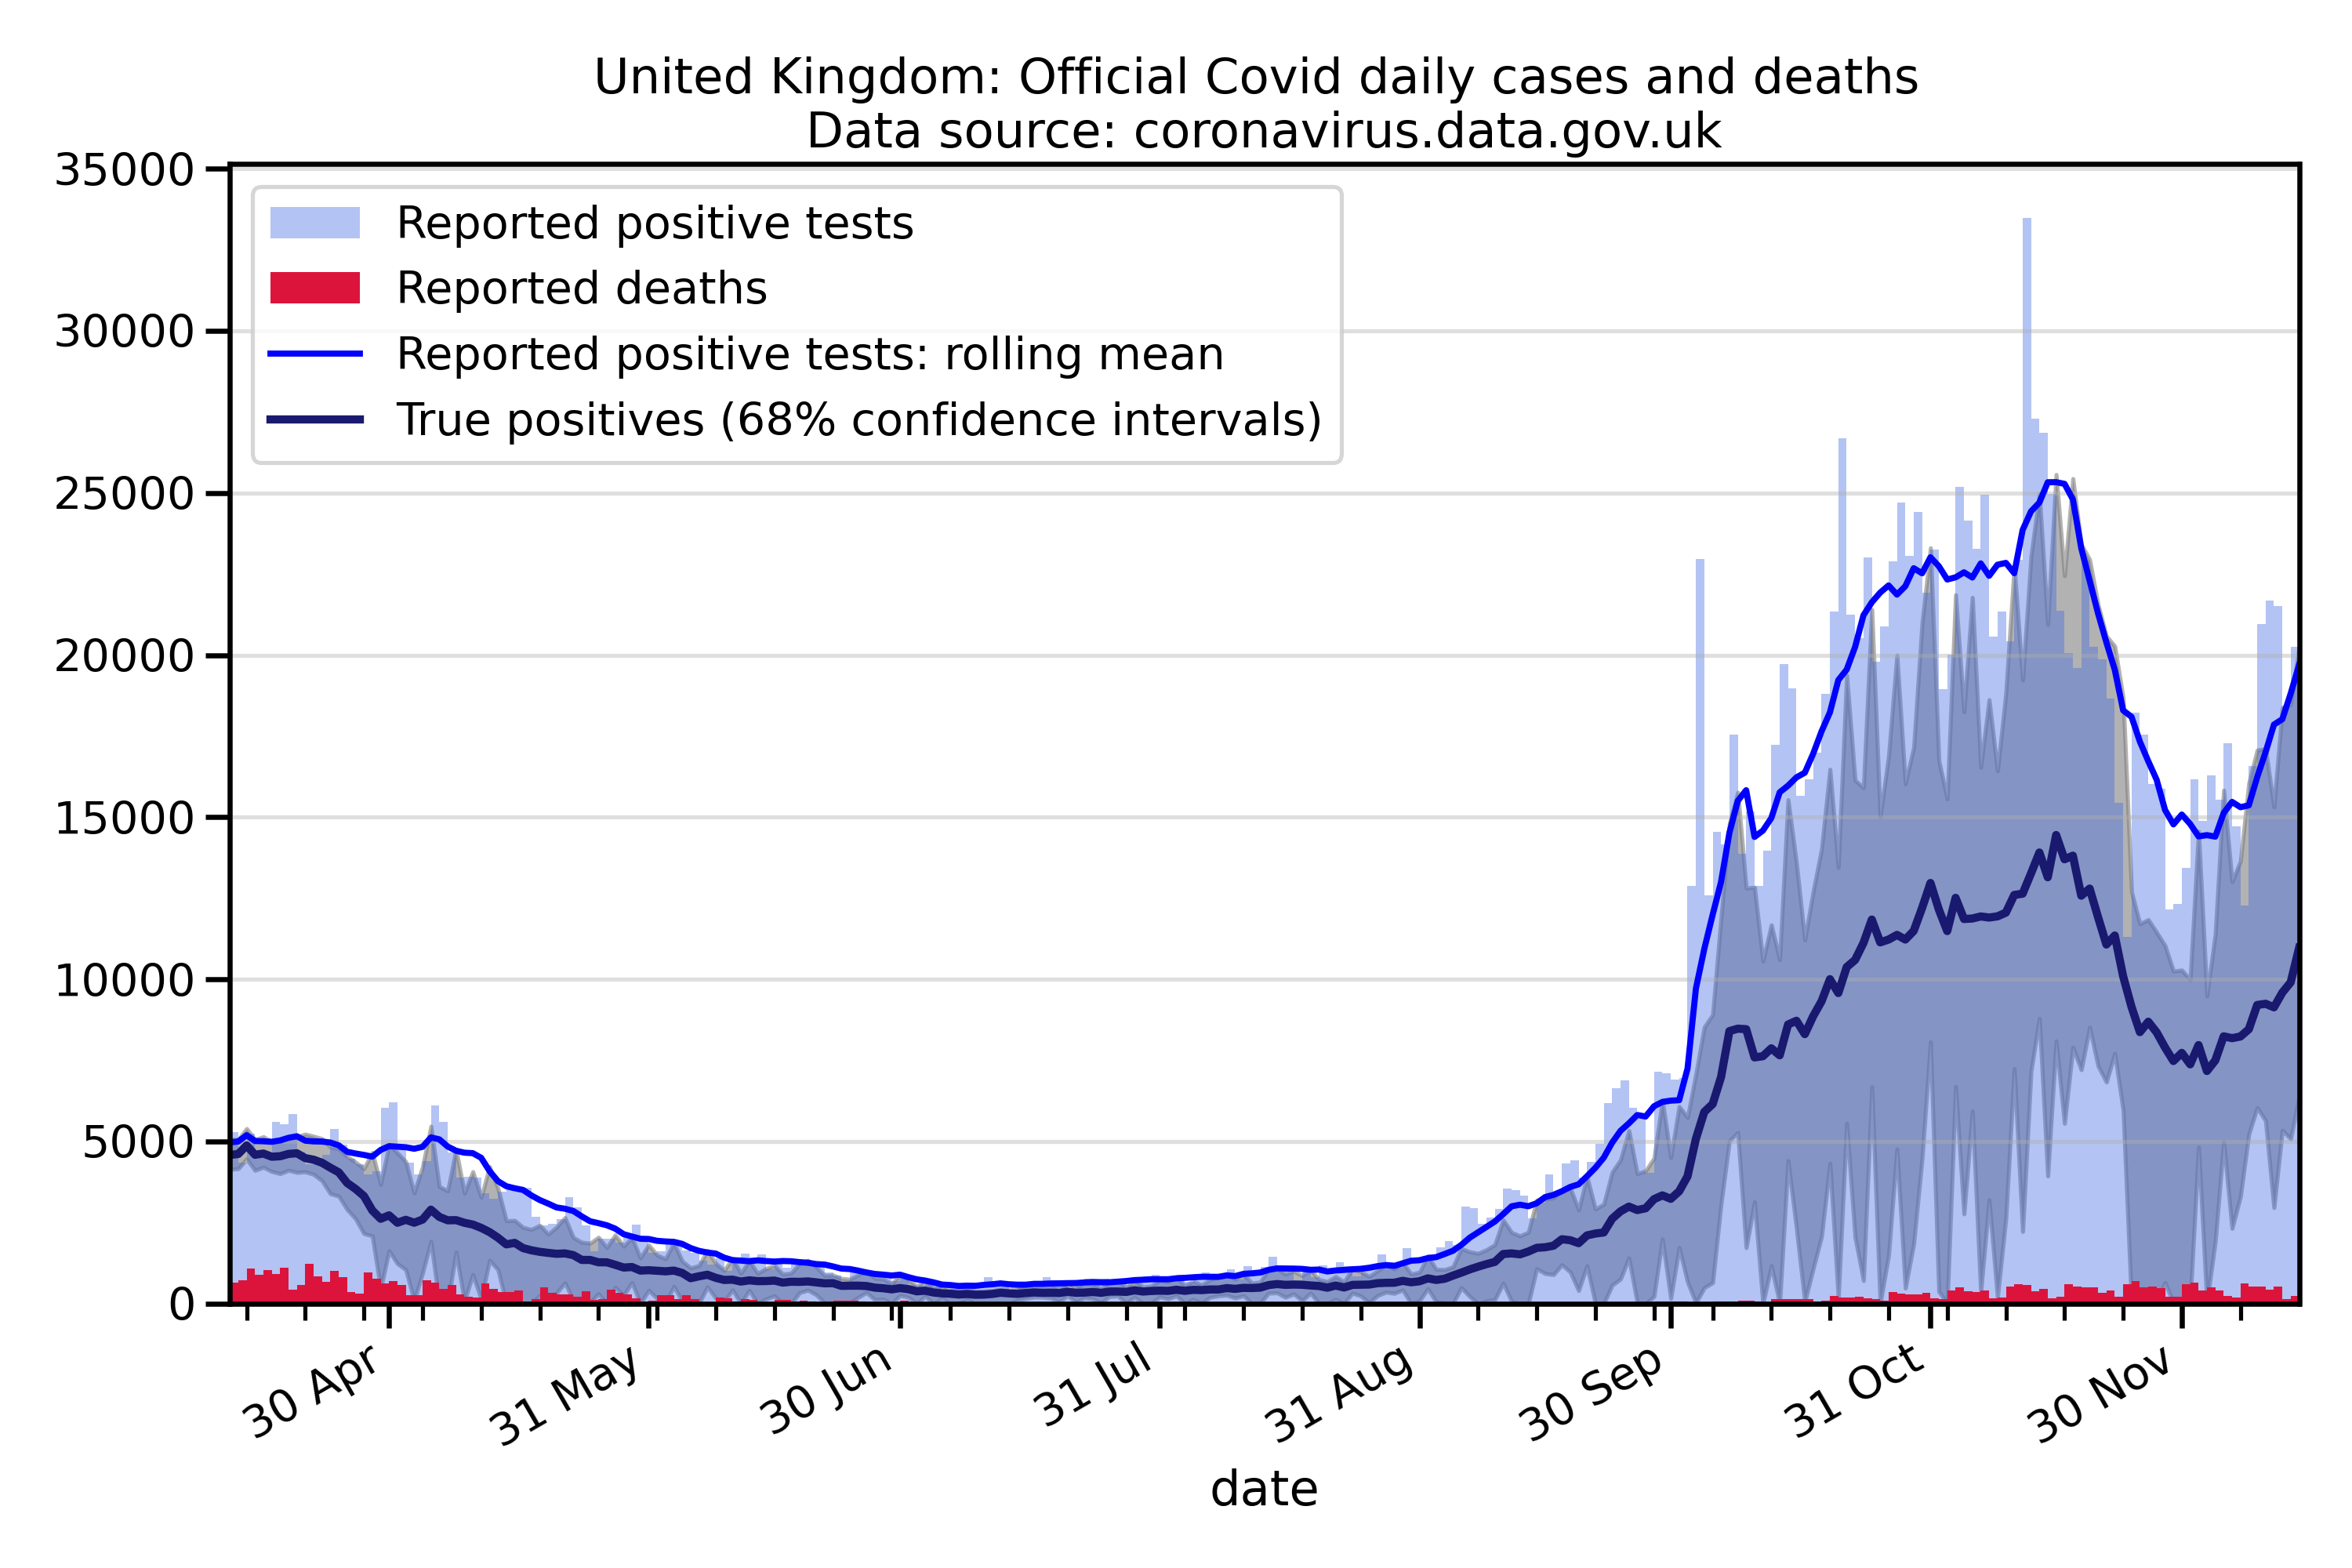 United Kingdom: Official Covid daily cases and deaths
Data source: coronavirus.data.gov.uk
35000
30000
25000
20000
15000
10000
5000
0
Reported positive tests
Reported deaths
Reported positive tests: rolling mean
True positives (68% confidence intervals)
30 Apr
31 May
30 Jun
31 Jul
31 Aug
30 Sep
31 Oct
30 Nov
date